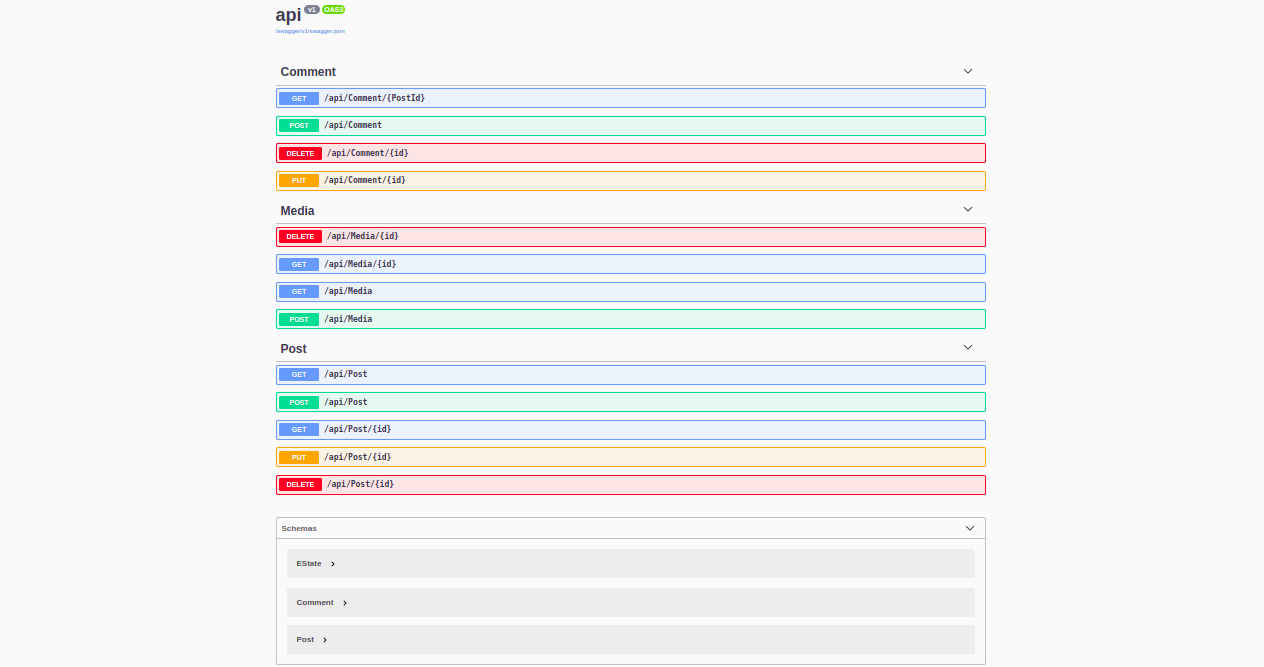 api v1 OAS3
/swagger/v1/swagger.json
Comment
GET /api/Comment/{PostId}
POST /api/Comment
DELETE /api/Comment/{id}
PUT /api/Comment/{id}
Media
DELETE /api/Media/{id}
GET /api/Media/{id}
GET /api/Media
POST /api/Media
Post
GET /api/Post
POST /api/Post
GET /api/Post/{id}
PUT /api/Post/{id}
DELETE /api/Post/{id}
Schemas
EState
Comment
Post